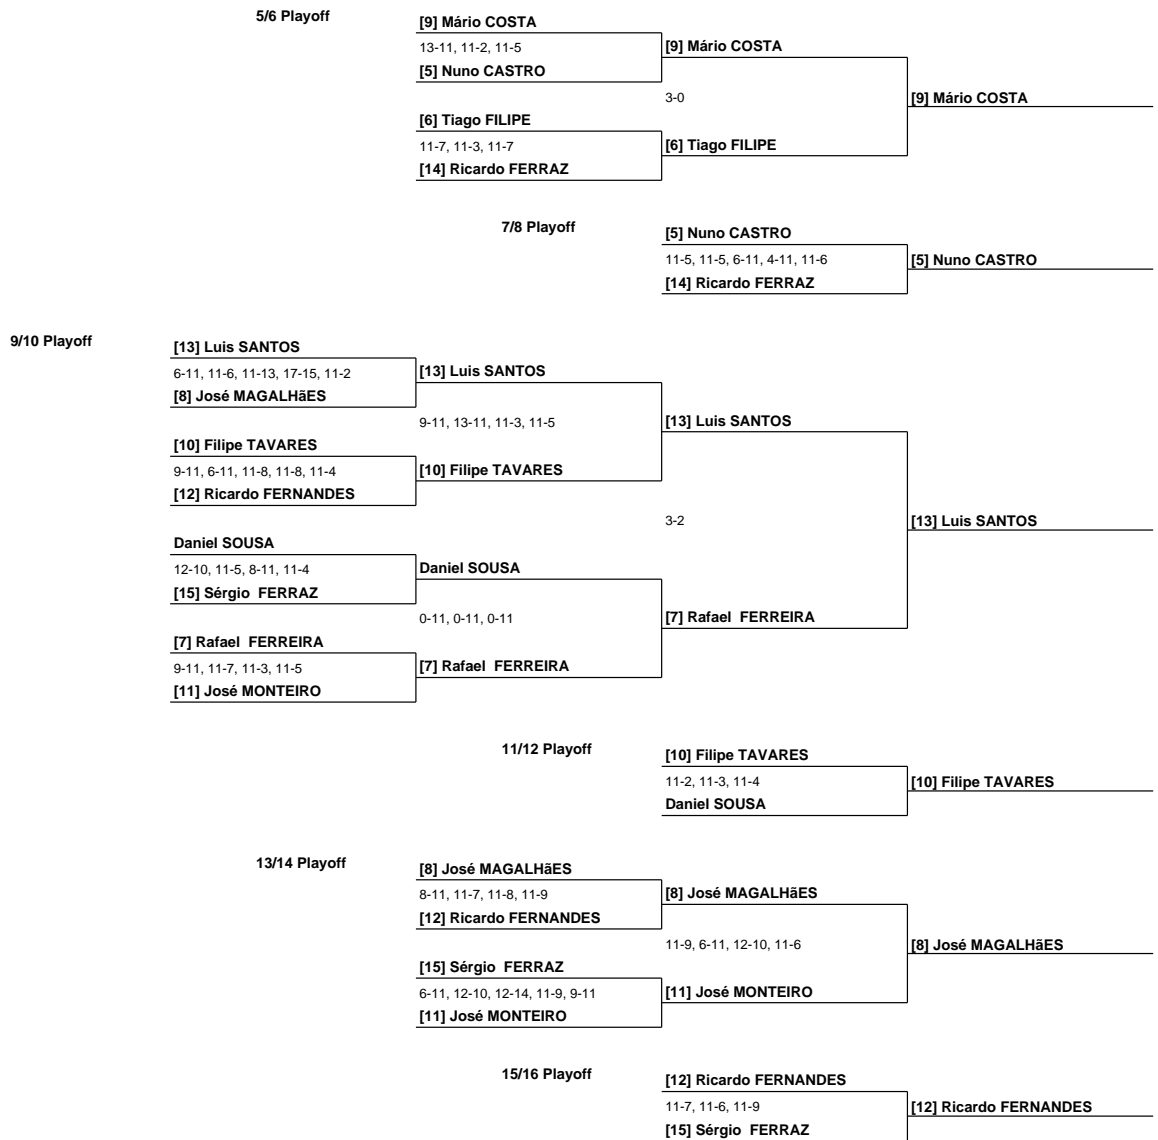 5/6 Playoff
[9] Mário COSTA
13-11, 11-2, 11-5
[9] Mário COSTA
[5] Nuno CASTRO
3-0
[9] Mário COSTA
[6] Tiago FILIPE
11-7, 11-3, 11-7
[6] Tiago FILIPE
[14] Ricardo FERRAZ
7/8 Playoff
[5] Nuno CASTRO
11-5, 11-5, 6-11, 4-11, 11-6
[5] Nuno CASTRO
[14] Ricardo FERRAZ
9/10 Playoff
[13] Luis SANTOS
6-11, 11-6, 11-13, 17-15, 11-2
[13] Luis SANTOS
[8] José MAGALHãES
9-11, 13-11, 11-3, 11-5
[13] Luis SANTOS
[10] Filipe TAVARES
9-11, 6-11, 11-8, 11-8, 11-4
[10] Filipe TAVARES
[12] Ricardo FERNANDES
3-2
[13] Luis SANTOS
Daniel SOUSA
12-10, 11-5, 8-11, 11-4
Daniel SOUSA
[15] Sérgio  FERRAZ
0-11, 0-11, 0-11
[7] Rafael  FERREIRA
[7] Rafael  FERREIRA
9-11, 11-7, 11-3, 11-5
[7] Rafael  FERREIRA
[11] José MONTEIRO
11/12 Playoff
[10] Filipe TAVARES
11-2, 11-3, 11-4
[10] Filipe TAVARES
Daniel SOUSA
13/14 Playoff
[8] José MAGALHãES
8-11, 11-7, 11-8, 11-9
[8] José MAGALHãES
[12] Ricardo FERNANDES
11-9, 6-11, 12-10, 11-6
[8] José MAGALHãES
[15] Sérgio  FERRAZ
6-11, 12-10, 12-14, 11-9, 9-11
[11] José MONTEIRO
[11] José MONTEIRO
15/16 Playoff
[12] Ricardo FERNANDES
11-7, 11-6, 11-9
[12] Ricardo FERNANDES
[15] Sérgio  FERRAZ